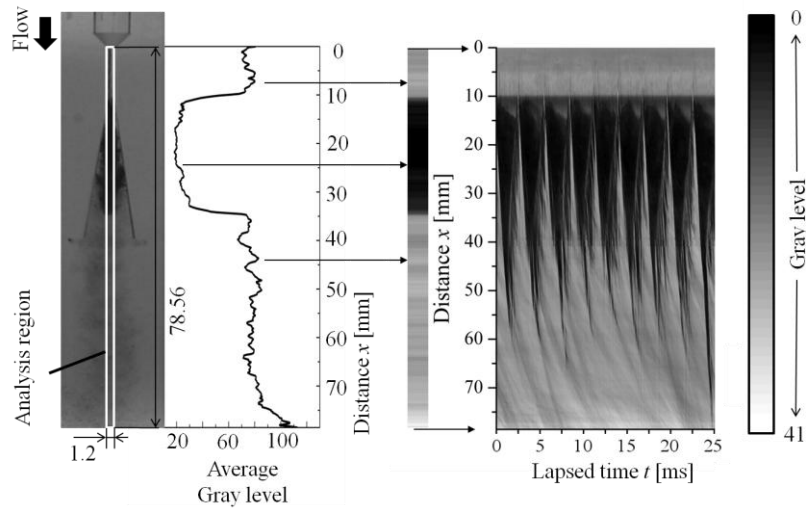 Flow
Analysis region
1.2
78.56
0
10
20
30
40
50
60
70
Distance x [mm]
20 60 100
Average
Gray level
0
10
20
30
40
50
60
70
Distance x [mm]
0 5 10 15 20 25
Lapsed time t [ms]
0
Gray level
41